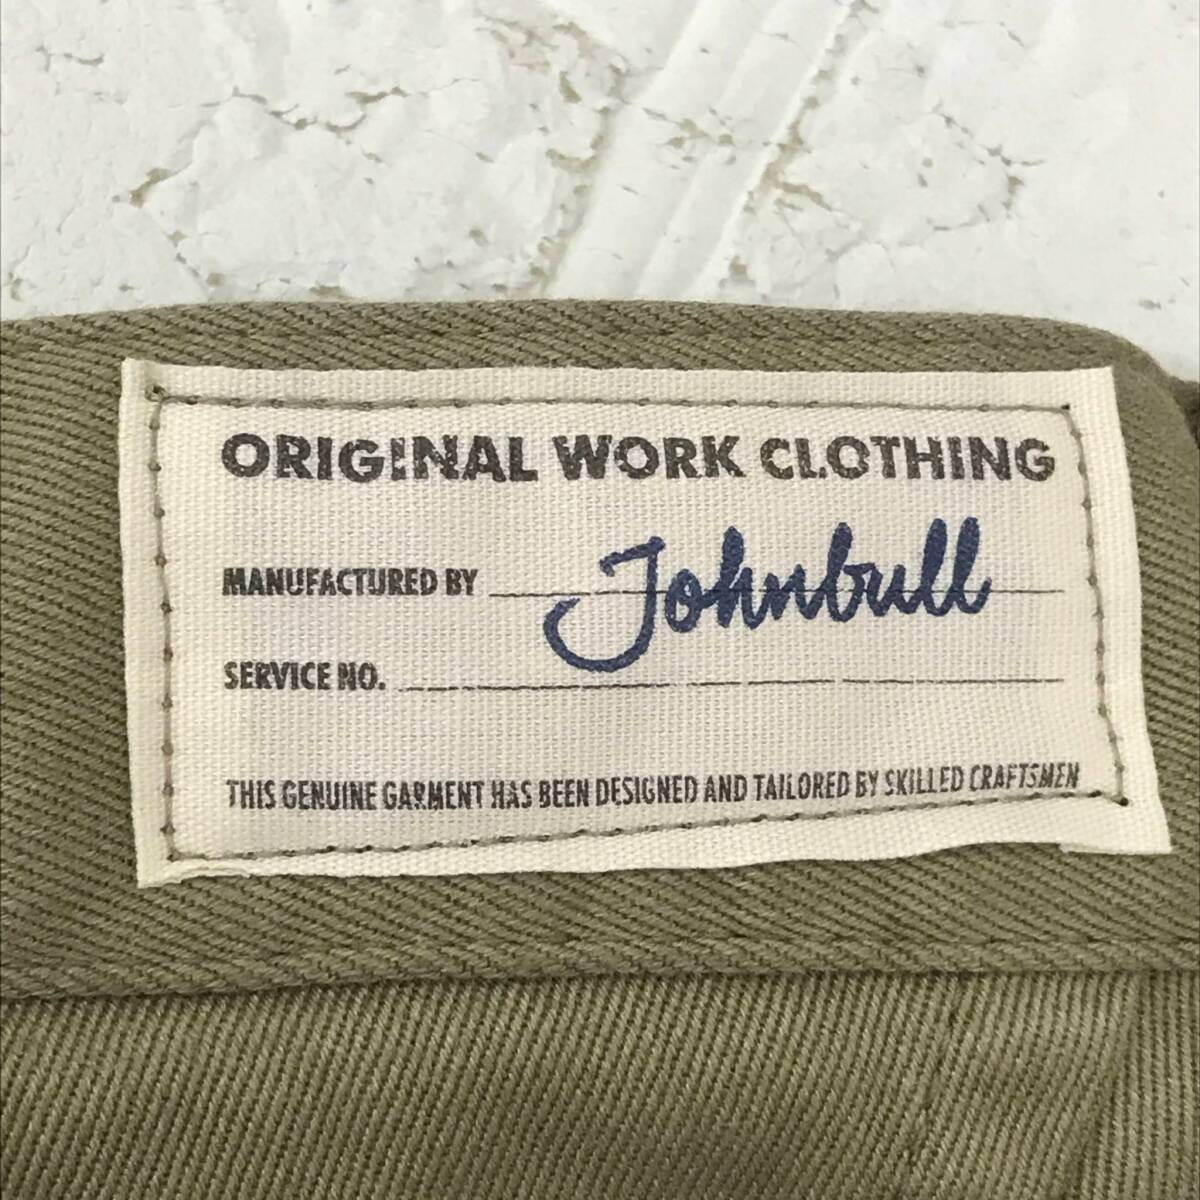 ORIGINAL WORK CLOTHING
MANUFACTURED BY Johnbull
SERVICE NO.
THIS GENUINE GARMENT HAS BEEN DESIGNED AND TAILORED BY SKILLED CRAFTSMEN